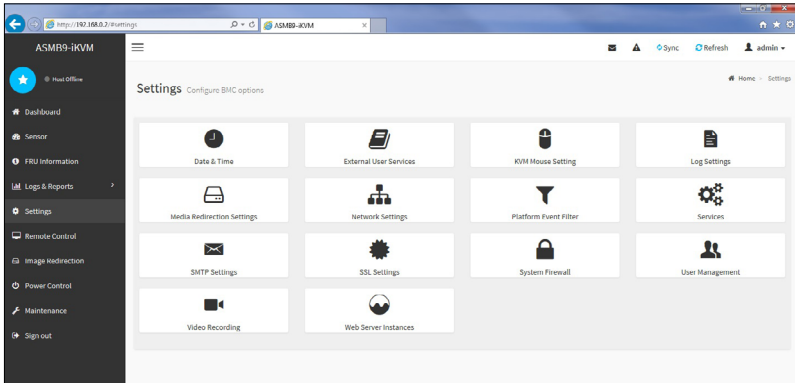 http://192.168.0.2/#settings
ASMB9-iKVM
ASMB9-iKVM
Sync
Refresh
admin
Host Offline
Settings Configure BMC options
Home > Settings
Dashboard
Sensor
FRU Information
Logs & Reports
Settings
Remote Control
Image Redirection
Power Control
Maintenance
Sign out
Date & Time
External User Services
KVM Mouse Setting
Log Settings
Media Redirection Settings
Network Settings
Platform Event Filter
Services
SMTP Settings
SSL Settings
System Firewall
User Management
Video Recording
Web Server Instances